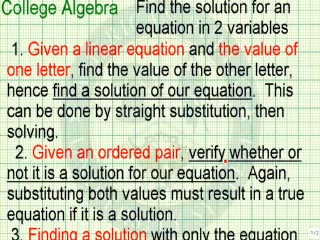 College Algebra
Find the solution for an
equation in 2 variables
1. Given a linear equation and the value of
one letter, find the value of the other letter,
hence find a solution of our equation. This
can be done by straight substitution, then
solving.
2. Given an ordered pair, verify whether or
not it is a solution for our equation. Again,
substituting both values must result in a true
equation if it is a solution.
3. Finding a solution with only the equation
1/2